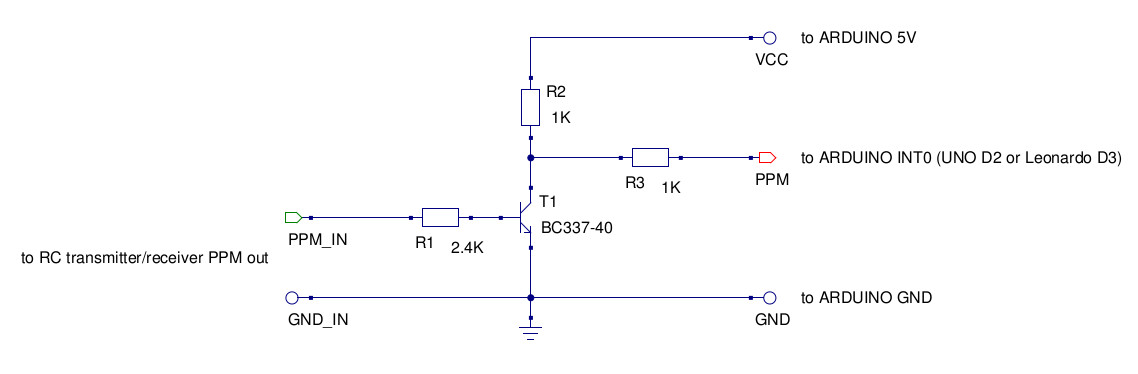 to ARDUINO 5V
VCC
R2
1K
to ARDUINO INT0 (UNO D2 or Leonardo D3)
R3
1K
PPM
T1
BC337-40
PPM_IN
R1
2.4K
to RC transmitter/receiver PPM out
to ARDUINO GND
GND_IN
GND